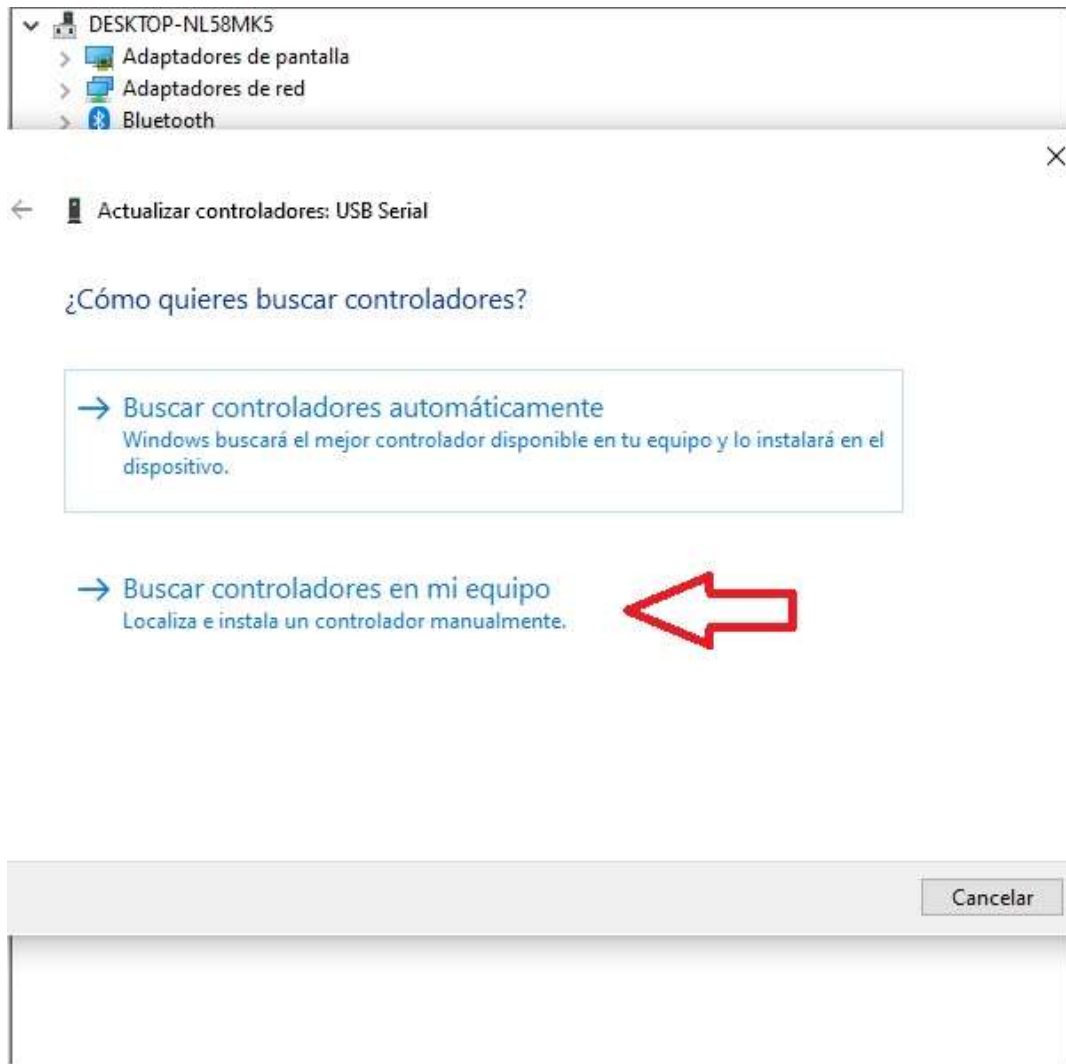 DESKTOP-NL58MK5
Adaptadores de pantalla
Adaptadores de red
Bluetooth
Actualizar controladores: USB Serial
¿Cómo quieres buscar controladores?
Buscar controladores automáticamente
Windows buscará el mejor controlador disponible en tu equipo y lo instalará en el
dispositivo.
Buscar controladores en mi equipo
Localiza e instala un controlador manualmente.
Cancelar